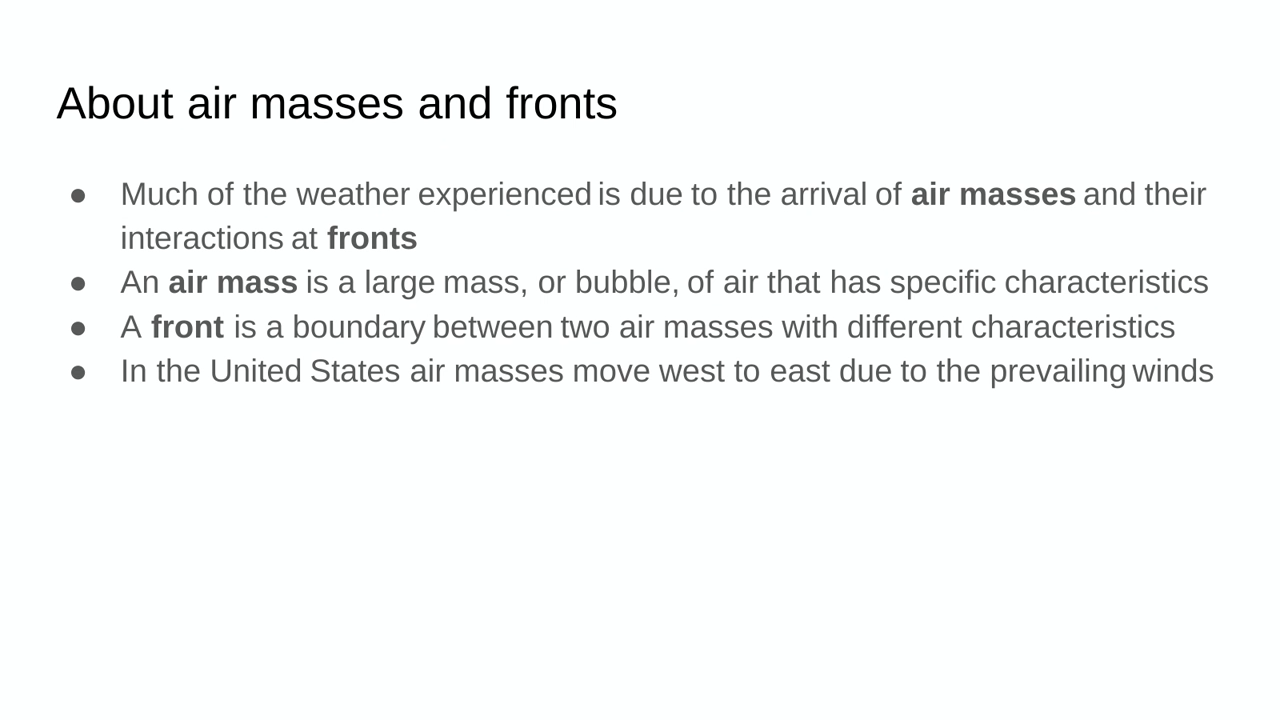 About air masses and fronts
● Much of the weather experienced is due to the arrival of air masses and their
interactions at fronts
● An air mass is a large mass, or bubble, of air that has specific characteristics
● A front is a boundary between two air masses with different characteristics
● In the United States air masses move west to east due to the prevailing winds